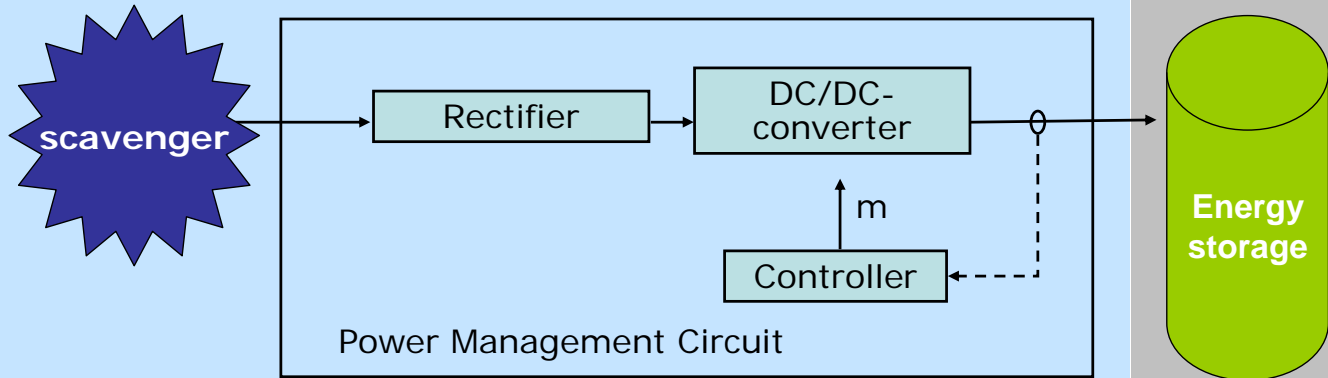 scavenger
Rectifier
DC/DC-
converter
m
Controller
Power Management Circuit
Energy
storage